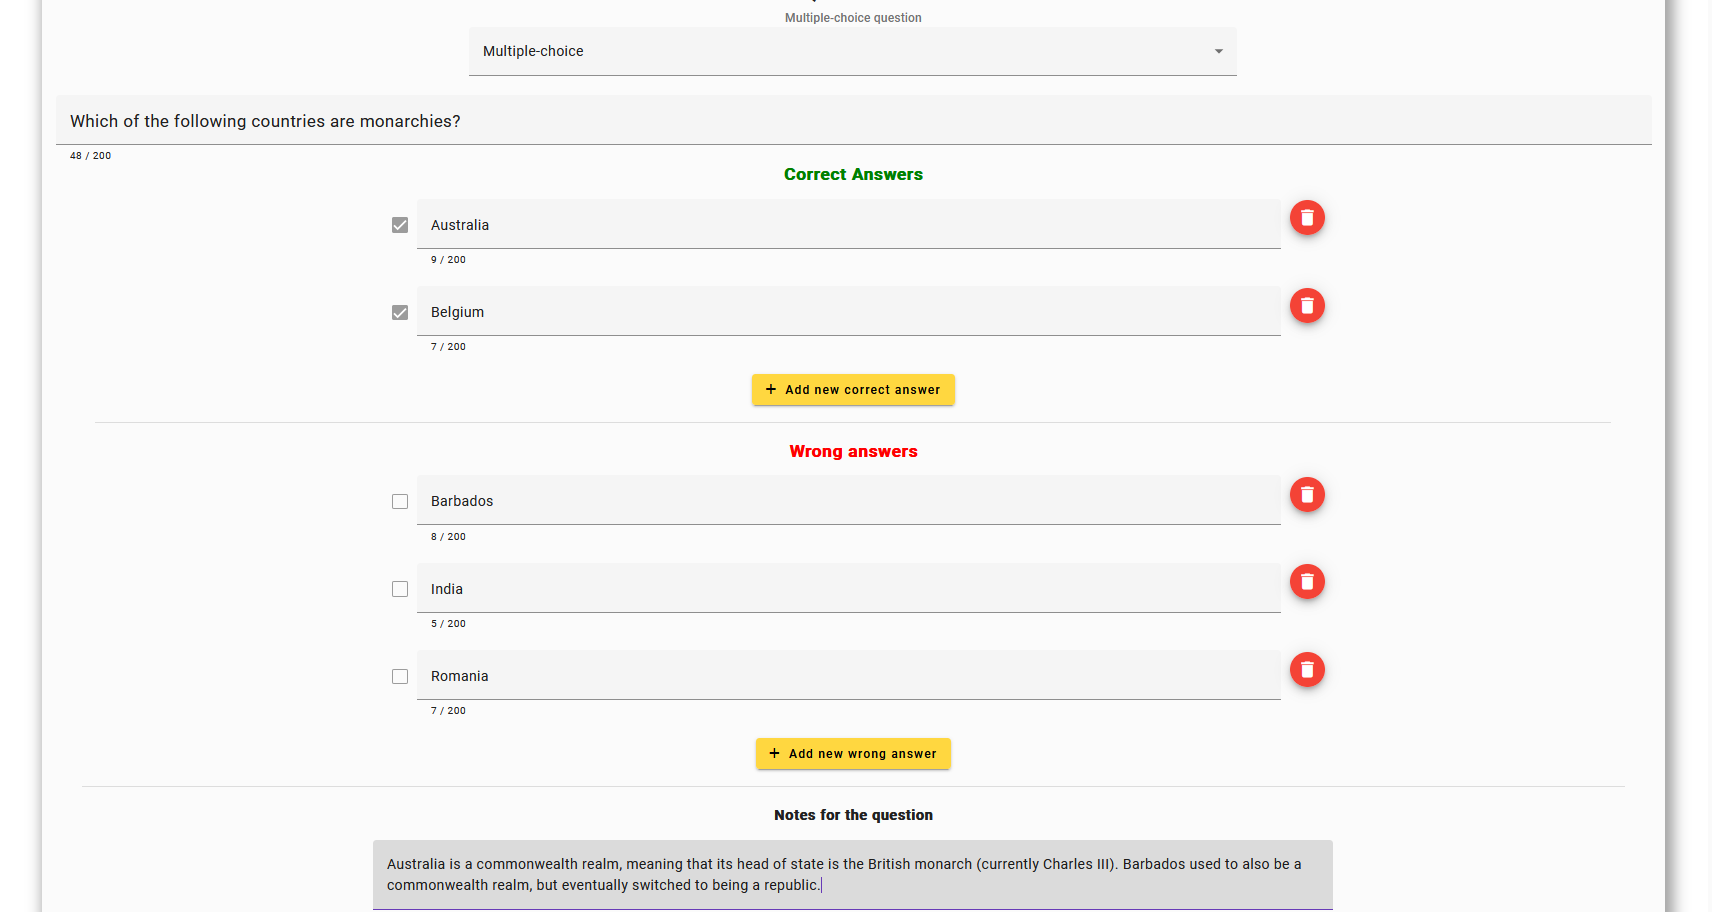 Multiple-choice question
Multiple-choice
Which of the following countries are monarchies?
48 / 200
Correct Answers
Australia
9 / 200
Belgium
7 / 200
+ Add new correct answer
Wrong answers
Barbados
8 / 200
India
5 / 200
Romania
7 / 200
+ Add new wrong answer
Notes for the question
Australia is a commonwealth realm, meaning that its head of state is the British monarch (currently Charles III). Barbados used to also be a
commonwealth realm, but eventually switched to being a republic.